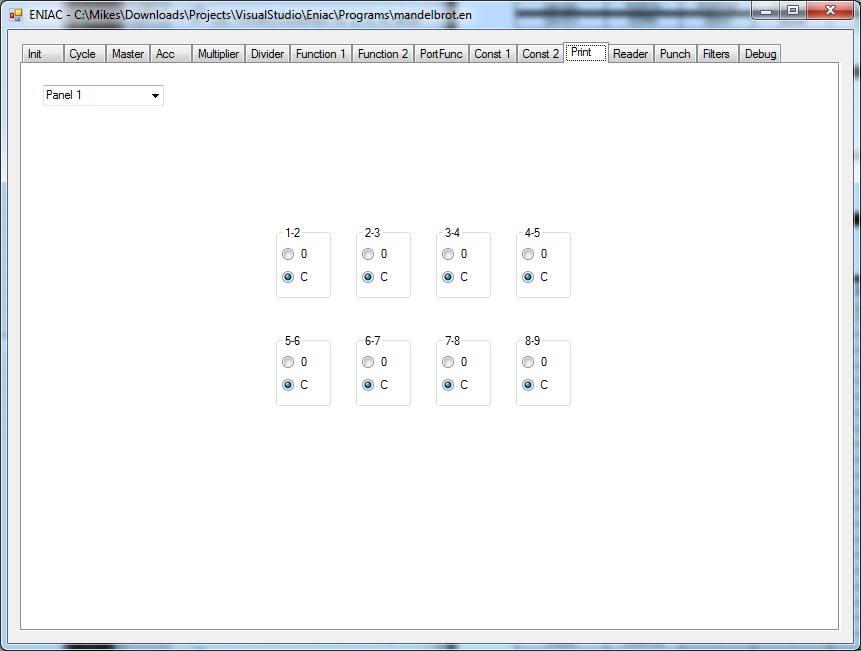 ENIAC - C:\Mikes\Downloads\Projects\VisualStudio\Eniac\Programs\mandelbrot.en
Init Cycle Master Acc Multiplier Divider Function 1 Function 2 PortFunc Const 1 Const 2 Print Reader Punch Filters Debug
Panel 1
1-2 2-3 3-4 4-5
0 0 0 0
C C C C
5-6 6-7 7-8 8-9
0 0 0 0
C C C C